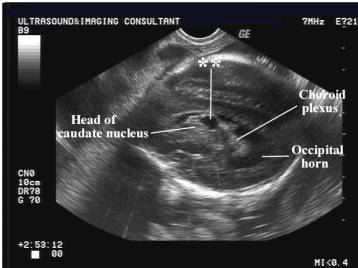 ULTRASOUND&IMAGING CONSULTANT 7MHz E721
B9
GE
**
Choroid
plexus
Head of
caudate nucleus
Occipital
horn
CN0
10cm
DR78
G 70
+2:53:12
00
MI<0.4